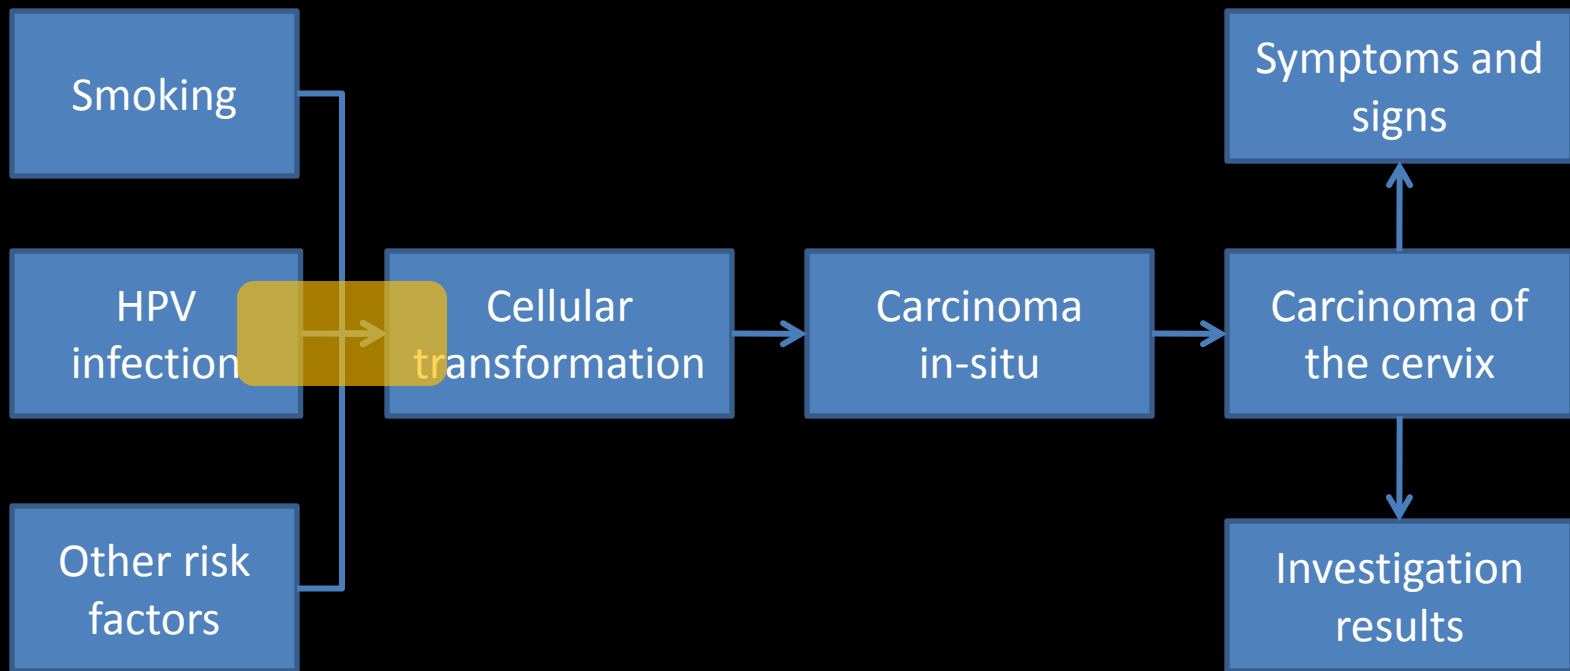 Smoking
HPV
infection
Other risk
factors
Cellular
transformation
Carcinoma
in-situ
Symptoms and
signs
Carcinoma of
the cervix
Investigation
results